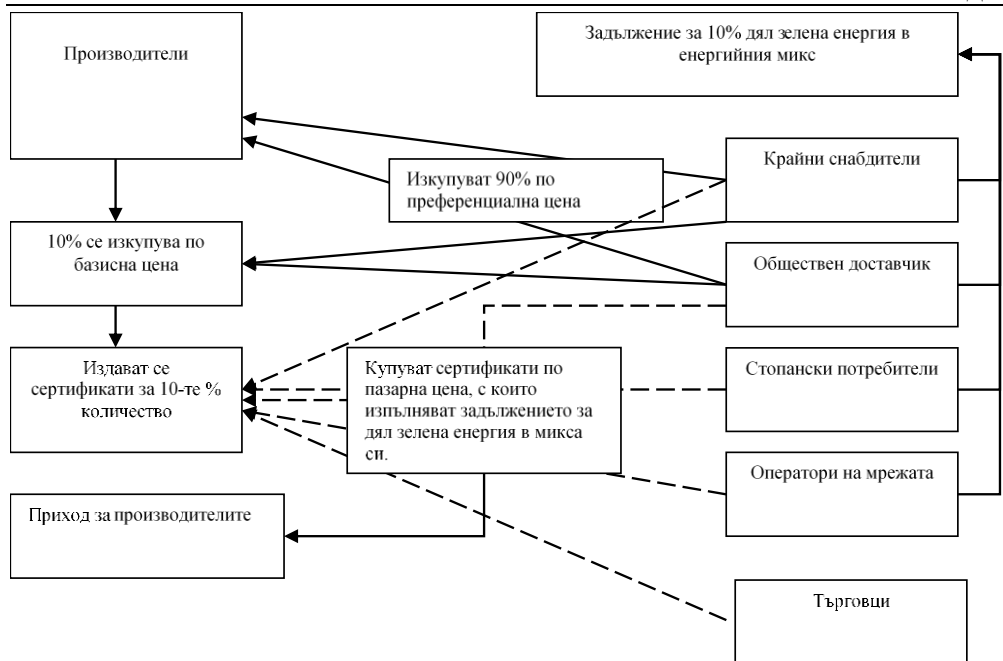 Производители
Задължение за 10% дял зелена енергия в
енергийния микс
Крайни снабдители
Изкупуват 90% по
преференциална цена
10% се изкупува по
базисна цена
Обществен доставчик
Издават се
сертификати за 10-те %
количество
Купуват сертификати по
пазарна цена, с които
изпълняват задължението за
дял зелена енергия в микса
си.
Стопански потребители
Оператори на мрежата
Приход за производителите
Търговци